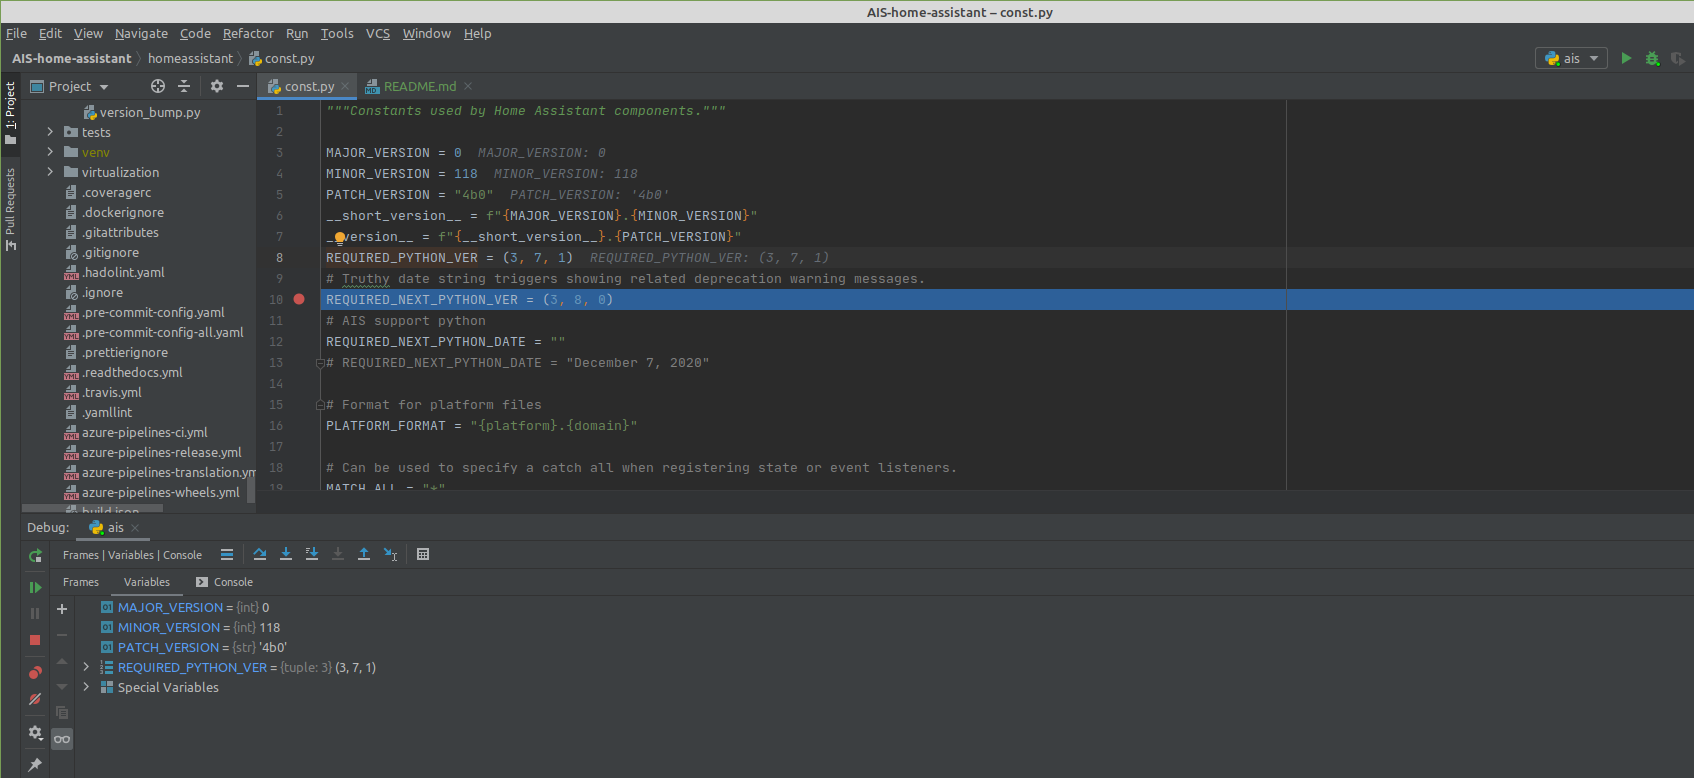 AIS-home-assistant – const.py
File Edit View Navigate Code Refactor Run Tools VCS Window Help
AIS-home-assistant homeassistant const.py
ais
1: Project
Pull Requests
Project
version_bump.py
tests
venv
virtualization
.coveragerc
.dockerignore
.gitattributes
.gitignore
.hadolint.yaml
.ignore
.pre-commit-config.yaml
.pre-commit-config-all.yaml
.prettierignore
.readthedocs.yml
.travis.yml
.yamllint
azure-pipelines-ci.yml
azure-pipelines-release.yml
azure-pipelines-translation.ym
azure-pipelines-wheels.yml
build.json
const.py README.md
1 """Constants used by Home Assistant components."""
2
3 MAJOR_VERSION = 0 MAJOR_VERSION: 0
4 MINOR_VERSION = 118 MINOR_VERSION: 118
5 PATCH_VERSION = "4b0" PATCH_VERSION: '4b0'
6 __short_version__ = f"{MAJOR_VERSION}.{MINOR_VERSION}"
7 __version__ = f"{__short_version__}.{PATCH_VERSION}"
8 REQUIRED_PYTHON_VER = (3, 7, 1) REQUIRED_PYTHON_VER: (3, 7, 1)
9 # Truthy date string triggers showing related deprecation warning messages.
10 REQUIRED_NEXT_PYTHON_VER = (3, 8, 0)
11 # AIS support python
12 REQUIRED_NEXT_PYTHON_DATE = ""
13 # REQUIRED_NEXT_PYTHON_DATE = "December 7, 2020"
14
15 # Format for platform files
16 PLATFORM_FORMAT = "{platform}.{domain}"
17
18 # Can be used to specify a catch all when registering state or event listeners.
19 MATCH_ALL = "*"
Debug: ais
Frames | Variables | Console
Frames Variables Console
MAJOR_VERSION = {int} 0
MINOR_VERSION = {int} 118
PATCH_VERSION = {str} '4b0'
REQUIRED_PYTHON_VER = {tuple: 3} (3, 7, 1)
Special Variables